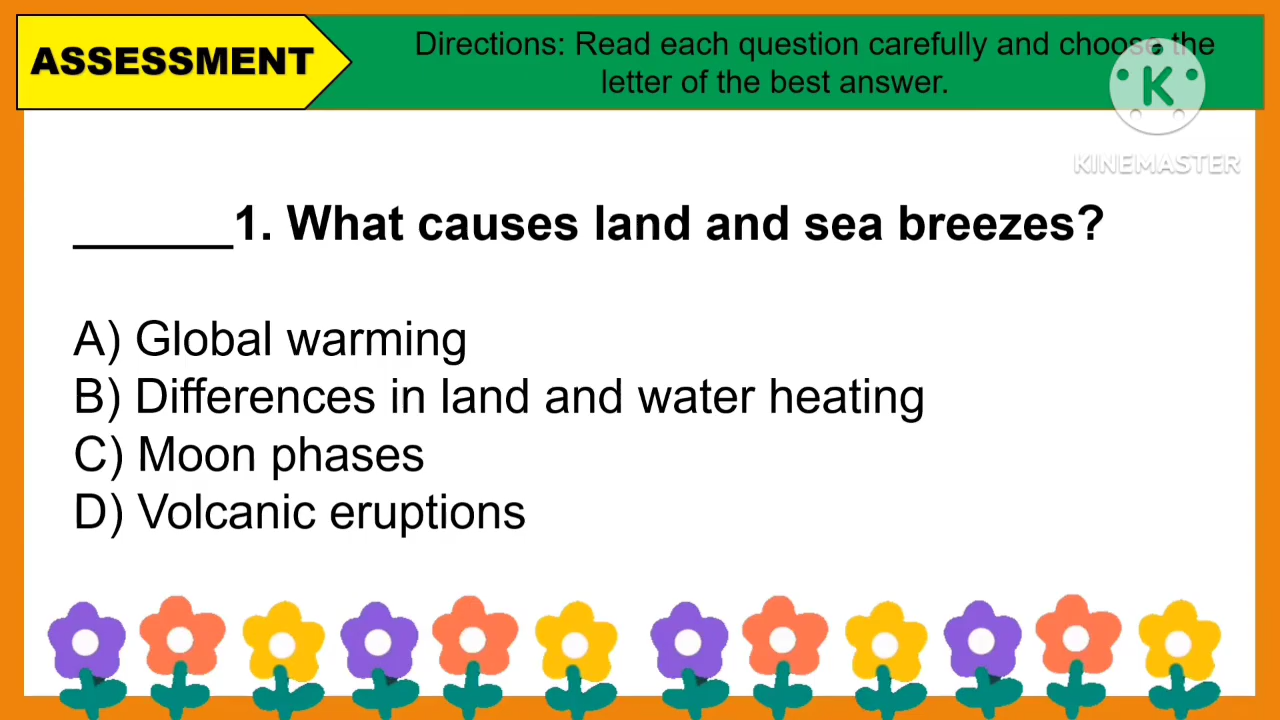 ASSESSMENT
Directions: Read each question carefully and choose the
letter of the best answer.
K
KINEMASTER
______1. What causes land and sea breezes?
A) Global warming
B) Differences in land and water heating
C) Moon phases
D) Volcanic eruptions